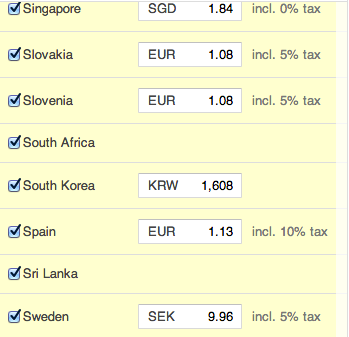 Singapore SGD 1.84 incl. 0% tax
Slovakia EUR 1.08 incl. 5% tax
Slovenia EUR 1.08 incl. 5% tax
South Africa
South Korea KRW 1,608
Spain EUR 1.13 incl. 10% tax
Sri Lanka
Sweden SEK 9.96 incl. 5% tax